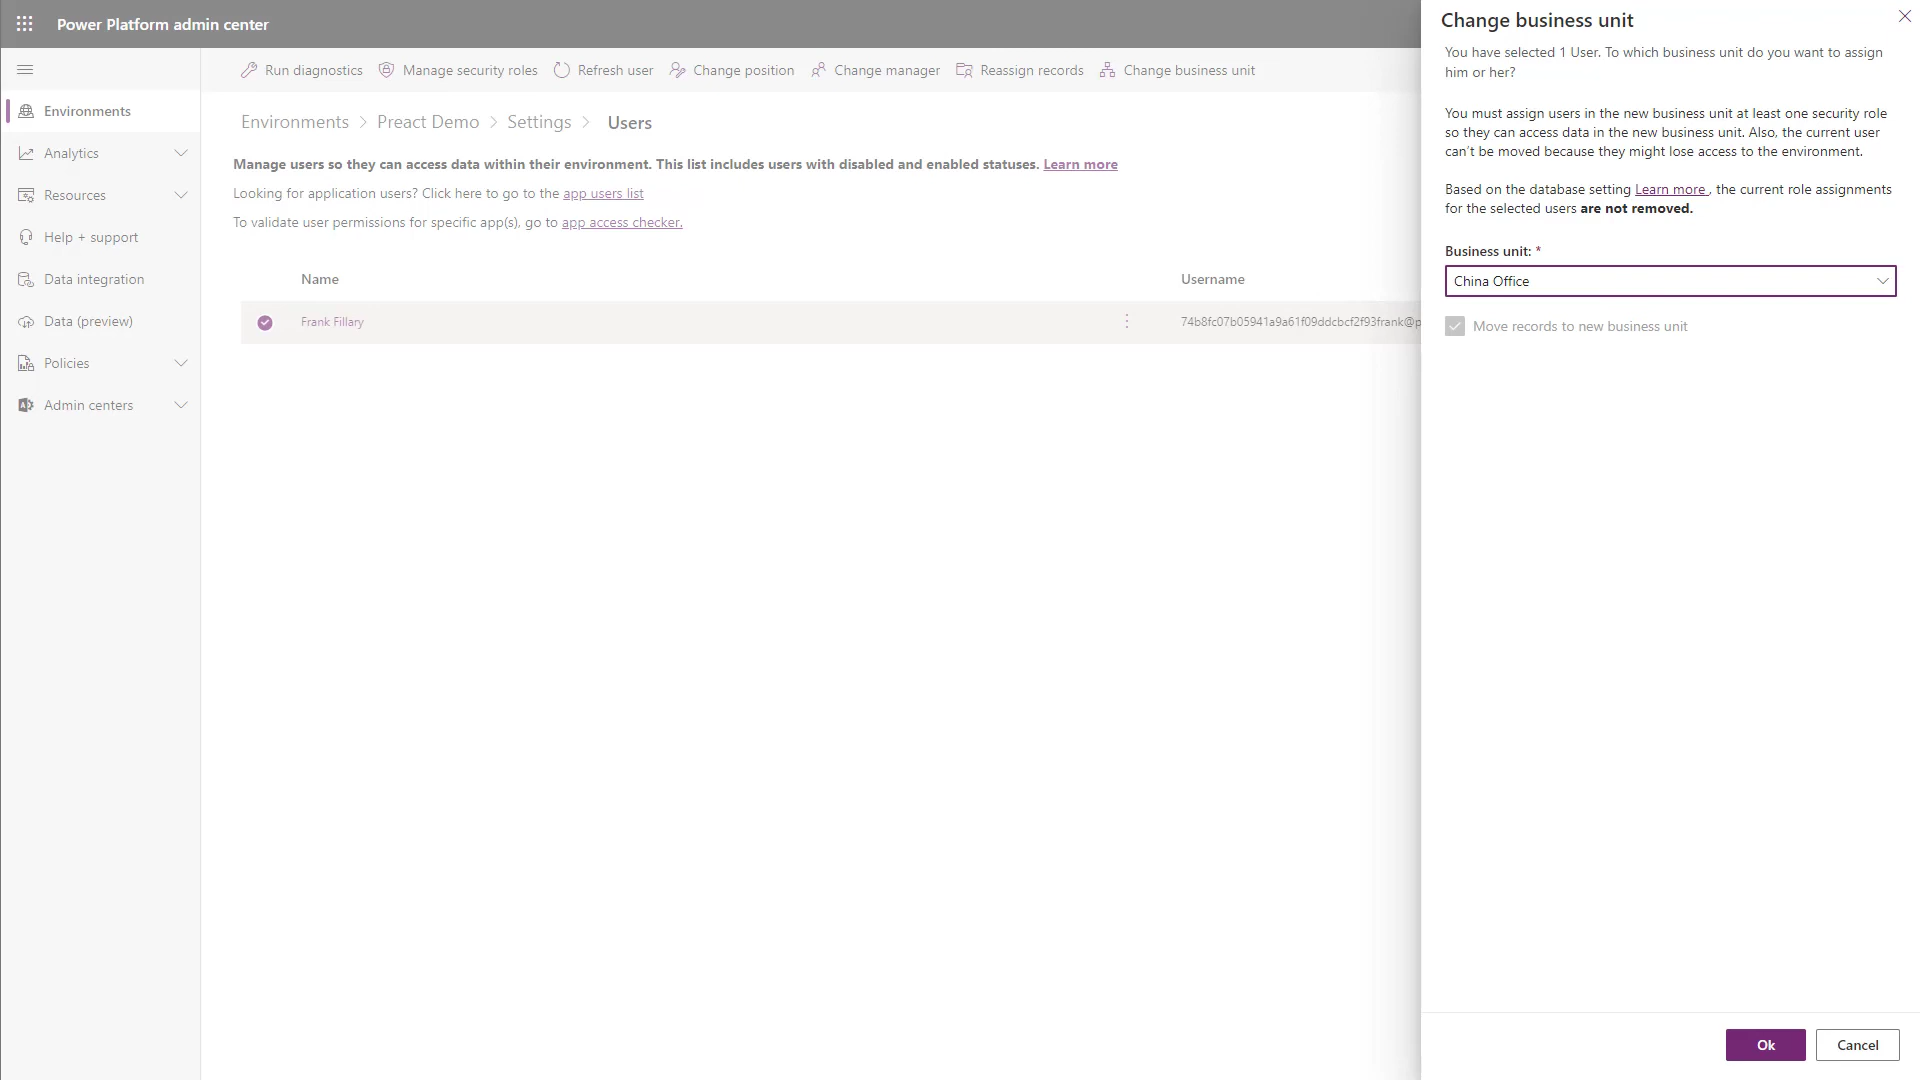 Power Platform admin center
Run diagnostics
Manage security roles
Refresh user
Change position
Change manager
Reassign records
Change business unit
Environments
Analytics
Resources
Help + support
Data integration
Data (preview)
Policies
Admin centers
Environments > Preact Demo > Settings > Users
Manage users so they can access data within their environment. This list includes users with disabled and enabled statuses. Learn more
Looking for application users? Click here to go to the app users list
To validate user permissions for specific app(s), go to app access checker.
Name
Username
Frank Fillary
74b8fc07b05941a9a61f09ddcbcf2f93frank@p
Change business unit
You have selected 1 User. To which business unit do you want to assign
him or her?
You must assign users in the new business unit at least one security role
so they can access data in the new business unit. Also, the current user
can't be moved because they might lose access to the environment.
Based on the database setting Learn more , the current role assignments
for the selected users are not removed.
Business unit: *
China Office
Move records to new business unit
Ok
Cancel